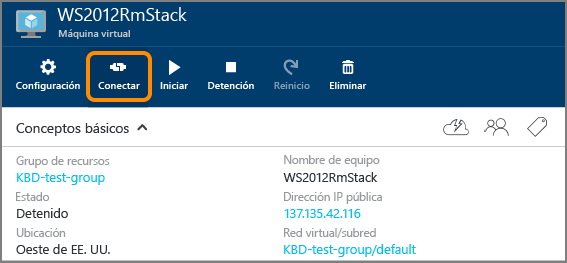 WS2012RmStack
Máquina virtual
Configuración Conectar Iniciar Detención Reinicio Eliminar
Conceptos básicos
Grupo de recursos
KBD-test-group
Nombre de equipo
WS2012RmStack
Estado
Detenido
Dirección IP pública
137.135.42.116
Ubicación
Oeste de EE. UU.
Red virtual/subred
KBD-test-group/default